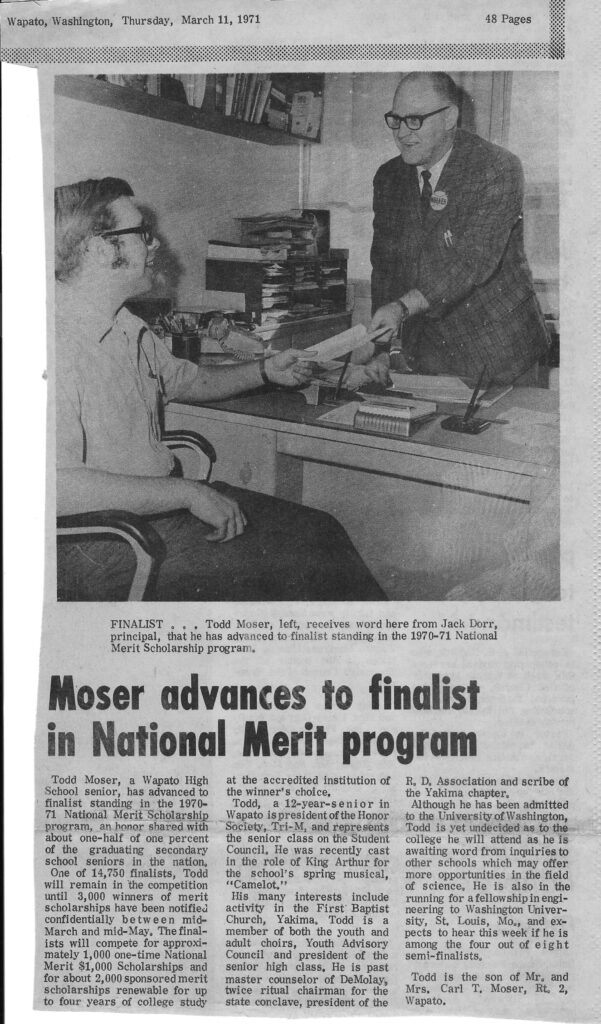 Wapato, Washington, Thursday, March 11, 1971 48 Pages
FINALIST . . . Todd Moser, left, receives word here from Jack Dorr,
principal, that he has advanced to finalist standing in the 1970-71 National
Merit Scholarship program.
Moser advances to finalist
in National Merit program
Todd Moser, a Wapato High
School senior, has advanced to
finalist standing in the 1970-
71 National Merit Scholarship
program, an honor shared with
about one-half of one percent
of the graduating secondary
school seniors in the nation.
One of 14,750 finalists, Todd
will remain in the competition
until 3,000 winners of merit
scholarships have been notified
confidentially between mid-
March and mid-May. The final-
ists will compete for approxi-
mately 1,000 one-time National
Merit $1,000 Scholarships and
for about 2,000 sponsored merit
scholarships renewable for up
to four years of college study
at the accredited institution of
the winner's choice.
Todd, a 12-year-senior in
Wapato is president of the Honor
Society, Tri-M, and represents
the senior class on the Student
Council. He was recently cast
in the role of King Arthur for
the school's spring musical,
"Camelot."
His many interests include
activity in the First Baptist
Church, Yakima. Todd is a
member of both the youth and
adult choirs, Youth Advisory
Council and president of the
senior high class. He is past
master counselor of DeMolay,
twice ritual chairman for the
state conclave, president of the
R. D. Association and scribe of
the Yakima chapter.
Although he has been admitted
to the University of Washington,
Todd is yet undecided as to the
college he will attend as he is
awaiting word from inquiries to
other schools which may offer
more opportunities in the field
of science. He is also in the
running for a fellowship in engi-
neering to Washington Univer-
sity, St. Louis, Mo., and ex-
pects to hear this week if he is
among the four out of eight
semi-finalists.
Todd is the son of Mr. and
Mrs. Carl T. Moser, Rt. 2,
Wapato.